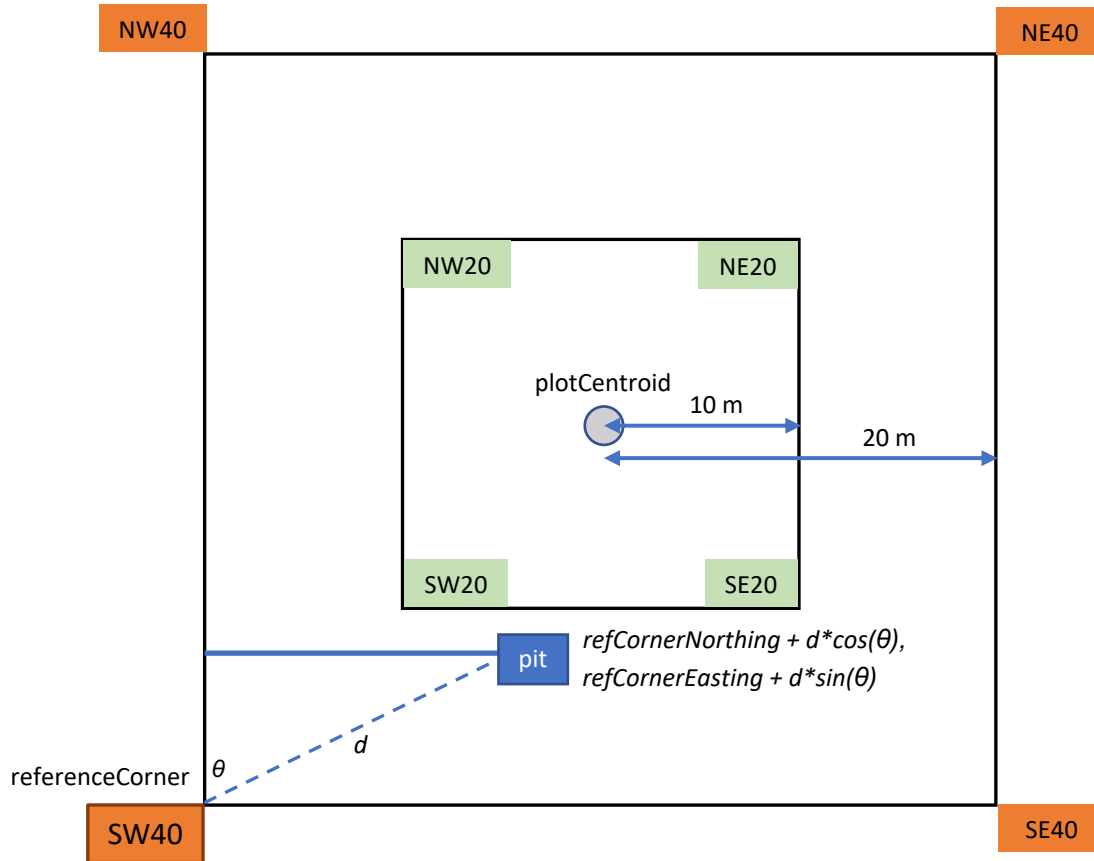 NW40
NE40
NW20
NE20
plotCentroid
10 m
20 m
SW20
SE20
pit
refCornerNorthing + d*cos(θ),
refCornerEasting + d*sin(θ)
d
θ
referenceCorner
SW40
SE40